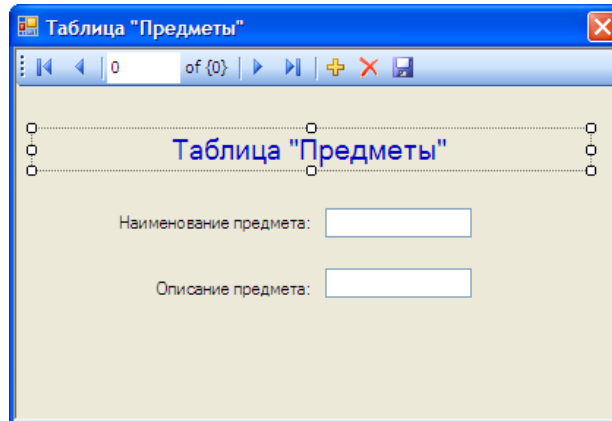 Таблица "Предметы"
0 of {0}
Таблица "Предметы"
Наименование предмета:
Описание предмета: